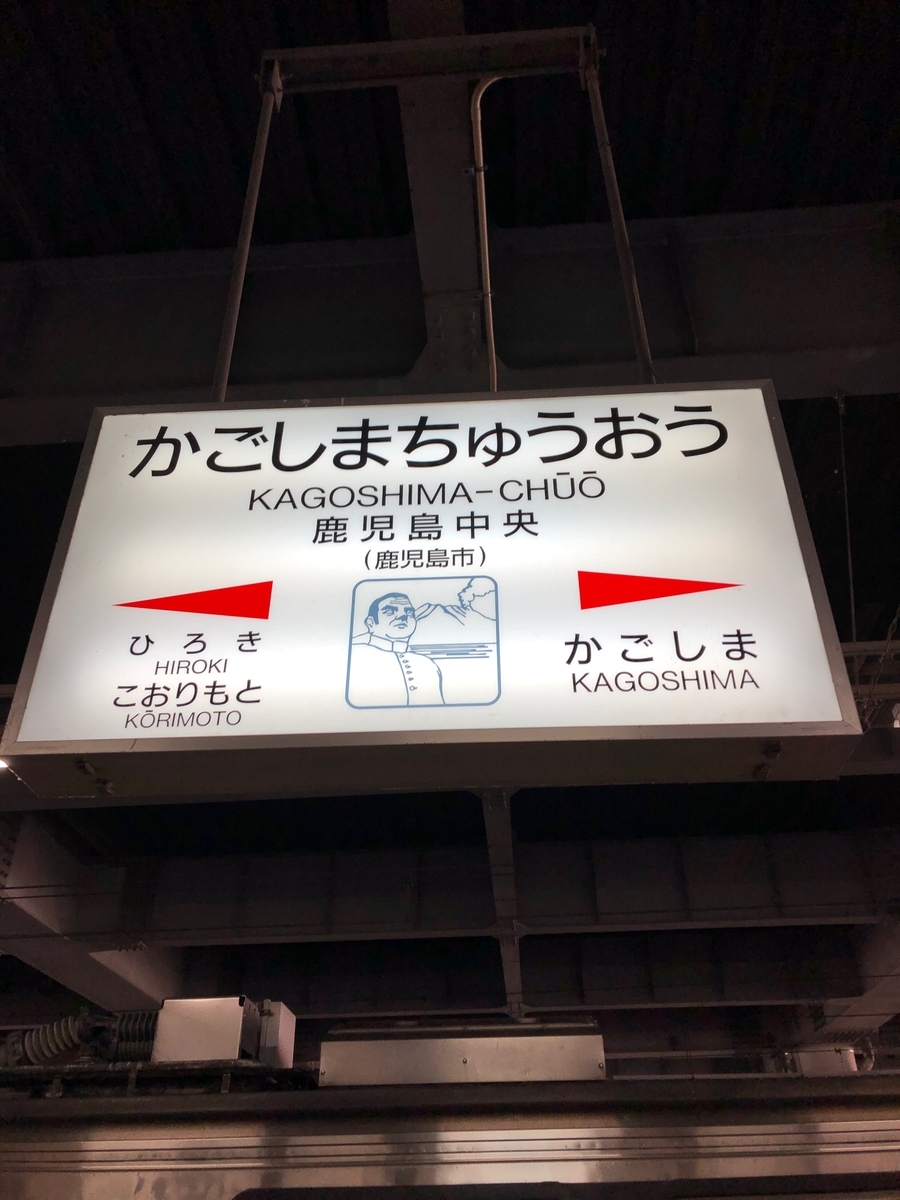 かごしまちゅうおう
KAGOSHIMA-CHŪŌ
鹿児島中央
(鹿児島市)
ひろき
HIROKI
こおりもと
KŌRIMOTO
かごしま
KAGOSHIMA